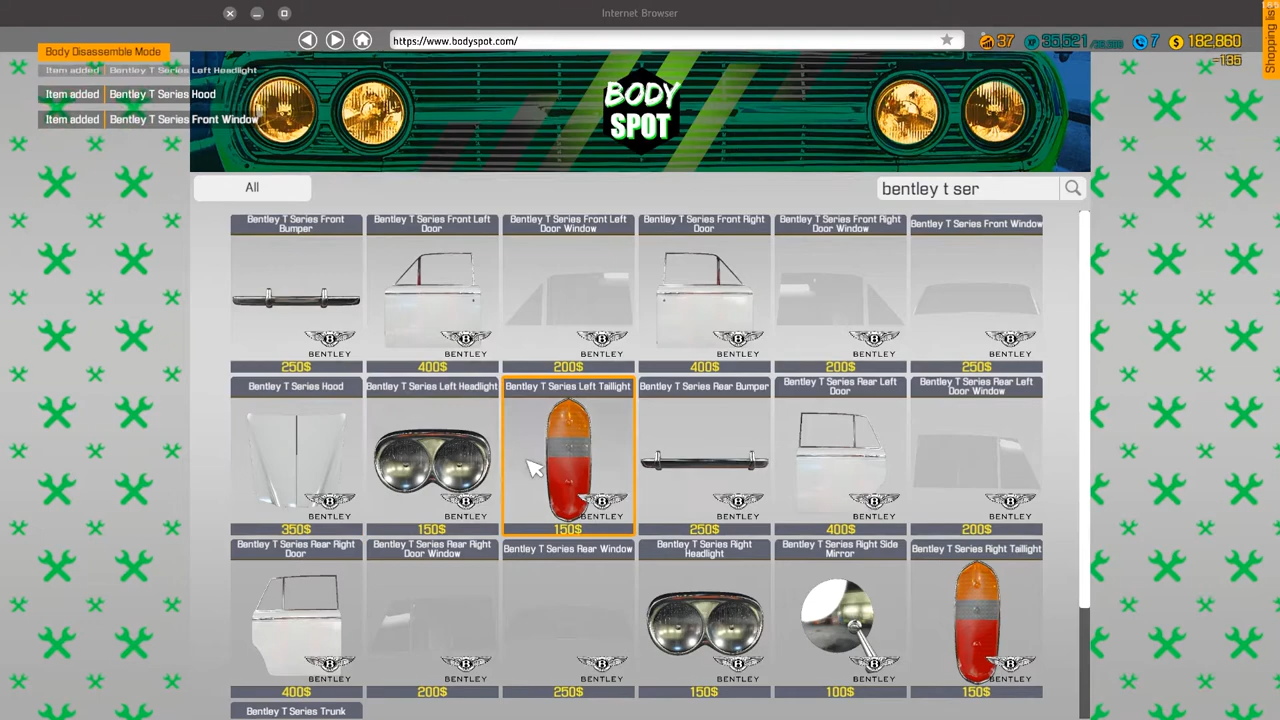 Internet Browser
https://www.bodyspot.com/
37
35,521
7
182,860
-135
Shopping list
Body Disassemble Mode
Item added Bentley T Series Left Headlight
Item added Bentley T Series Hood
Item added Bentley T Series Front Window
BODY
SPOT
All
bentley t ser
Bentley T Series Front
Bumper
BENTLEY
250$
Bentley T Series Front Left
Door
BENTLEY
400$
Bentley T Series Front Left
Door Window
BENTLEY
200$
Bentley T Series Front Right
Door
BENTLEY
400$
Bentley T Series Front Right
Door Window
BENTLEY
200$
Bentley T Series Front Window
BENTLEY
250$
Bentley T Series Hood
BENTLEY
350$
Bentley T Series Left Headlight
BENTLEY
150$
Bentley T Series Left Taillight
BENTLEY
150$
Bentley T Series Rear Bumper
BENTLEY
250$
Bentley T Series Rear Left
Door
BENTLEY
400$
Bentley T Series Rear Left
Door Window
BENTLEY
200$
Bentley T Series Rear Right
Door
BENTLEY
400$
Bentley T Series Rear Right
Door Window
BENTLEY
200$
Bentley T Series Rear Window
BENTLEY
250$
Bentley T Series Right
Headlight
BENTLEY
150$
Bentley T Series Right Side
Mirror
BENTLEY
100$
Bentley T Series Right Taillight
BENTLEY
150$
Bentley T Series Trunk